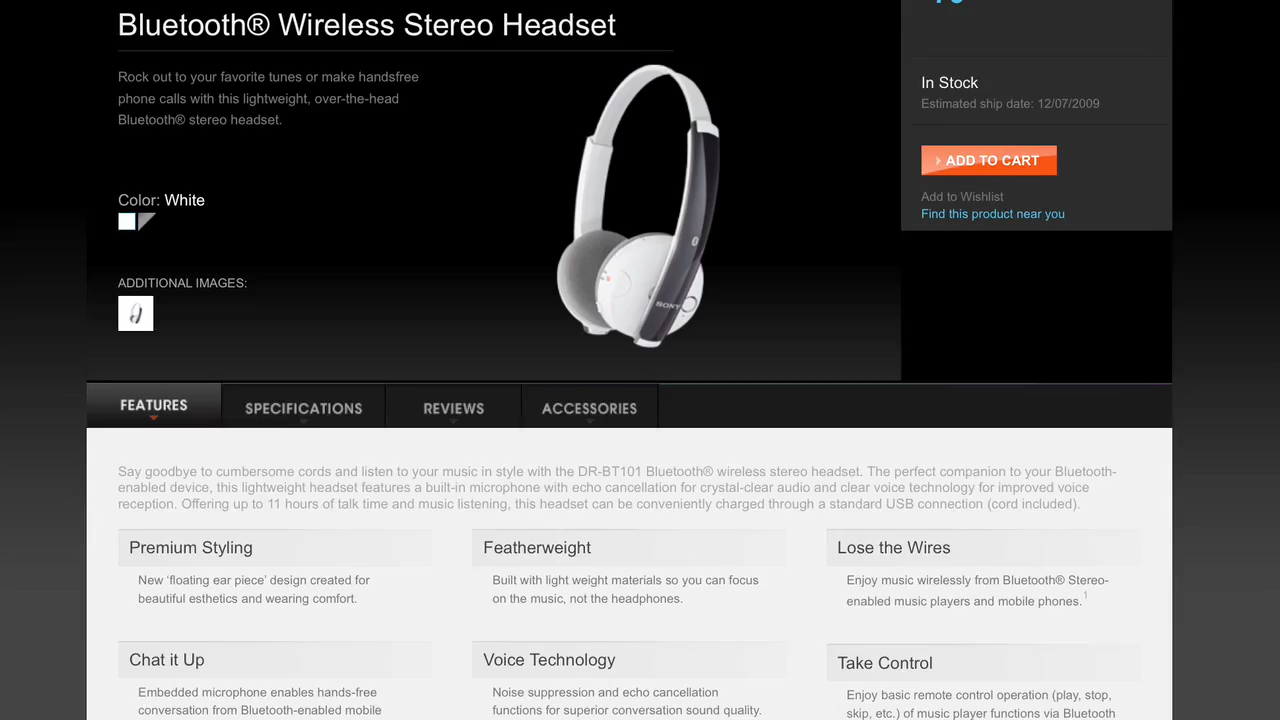 Bluetooth® Wireless Stereo Headset
Rock out to your favorite tunes or make handsfree
phone calls with this lightweight, over-the-head
Bluetooth® stereo headset.
Color: White
ADDITIONAL IMAGES:
SONY
In Stock
Estimated ship date: 12/07/2009
ADD TO CART
Add to Wishlist
Find this product near you
FEATURES
SPECIFICATIONS
REVIEWS
ACCESSORIES
Say goodbye to cumbersome cords and listen to your music in style with the DR-BT101 Bluetooth® wireless stereo headset. The perfect companion to your Bluetooth-
enabled device, this lightweight headset features a built-in microphone with echo cancellation for crystal-clear audio and clear voice technology for improved voice
reception. Offering up to 11 hours of talk time and music listening, this headset can be conveniently charged through a standard USB connection (cord included).
Premium Styling
New ‘floating ear piece’ design created for
beautiful esthetics and wearing comfort.
Featherweight
Built with light weight materials so you can focus
on the music, not the headphones.
Lose the Wires
Enjoy music wirelessly from Bluetooth® Stereo-
enabled music players and mobile phones.1
Chat it Up
Embedded microphone enables hands-free
conversation from Bluetooth-enabled mobile
Voice Technology
Noise suppression and echo cancellation
functions for superior conversation sound quality.
Take Control
Enjoy basic remote control operation (play, stop,
skip, etc.) of music player functions via Bluetooth